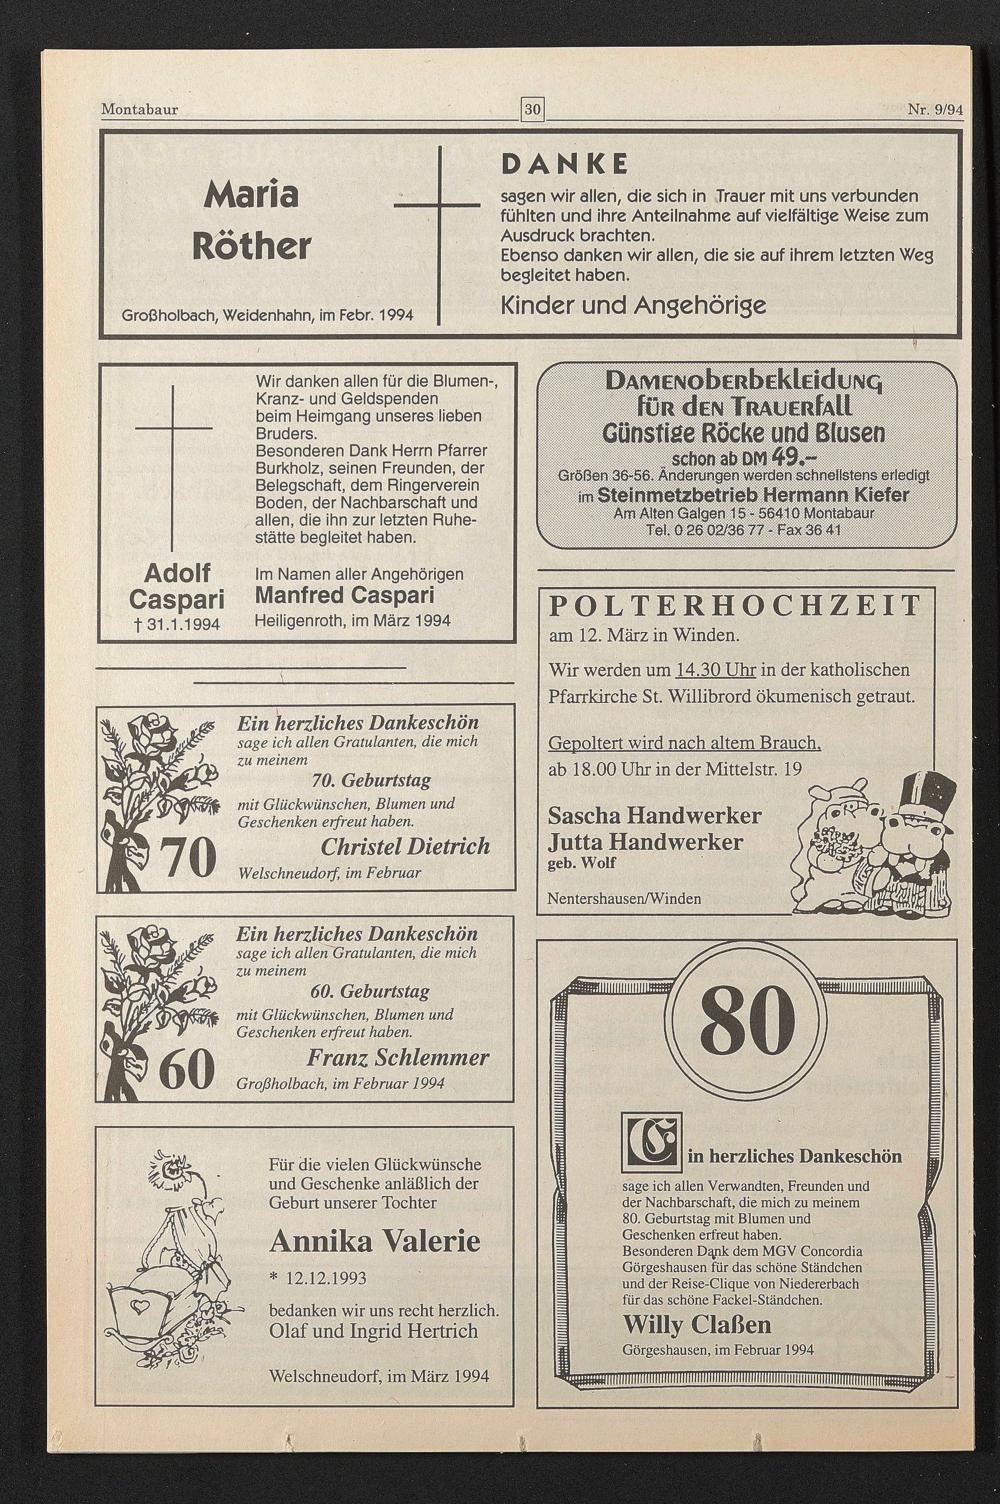 Montabaur
30
Nr. 9/94
Maria
Röther
Großholbach, Weidenhahn, im Febr. 1994
DANKE
sagen wir allen, die sich in Trauer mit uns verbunden
fühlten und ihre Anteilnahme auf vielfältige Weise zum
Ausdruck brachten.
Ebenso danken wir allen, die sie auf ihrem letzten Weg
begleitet haben.
Kinder und Angehörige
Wir danken allen für die Blumen-,
Kranz- und Geldspenden
beim Heimgang unseres lieben
Bruders.
Besonderen Dank Herrn Pfarrer
Burkholz, seinen Freunden, der
Belegschaft, dem Ringerverein
Boden, der Nachbarschaft und
allen, die ihn zur letzten Ruhe-
stätte begleitet haben.
Adolf
Caspari
† 31.1.1994
Im Namen aller Angehörigen
Manfred Caspari
Heiligenroth, im März 1994
Damenoberbekleidung
für den Trauerfall
Günstige Röcke und Blusen
schon ab DM 49.–
Größen 36-56. Änderungen werden schnellstens erledigt
im Steinmetzbetrieb Hermann Kiefer
Am Alten Galgen 15 - 56410 Montabaur
Tel. 0 26 02/36 77 - Fax 36 41
POLTERHOCHZEIT
am 12. März in Winden.
Wir werden um 14.30 Uhr in der katholischen
Pfarrkirche St. Willibrord ökumenisch getraut.
Gepoltert wird nach altem Brauch,
ab 18.00 Uhr in der Mittelstr. 19
Sascha Handwerker
Jutta Handwerker
geb. Wolf
Nentershausen/Winden
Ein herzliches Dankeschön
sage ich allen Gratulanten, die mich
zu meinem
70. Geburtstag
mit Glückwünschen, Blumen und
Geschenken erfreut haben.
Christel Dietrich
70
Welschneudorf, im Februar
Ein herzliches Dankeschön
sage ich allen Gratulanten, die mich
zu meinem
60. Geburtstag
mit Glückwünschen, Blumen und
Geschenken erfreut haben.
Franz Schlemmer
60
Großholbach, im Februar 1994
Für die vielen Glückwünsche
und Geschenke anläßlich der
Geburt unserer Tochter
Annika Valerie
* 12.12.1993
bedanken wir uns recht herzlich.
Olaf und Ingrid Hertrich
Welschneudorf, im März 1994
80
Ein herzliches Dankeschön
sage ich allen Verwandten, Freunden und
der Nachbarschaft, die mich zu meinem
80. Geburtstag mit Blumen und
Geschenken erfreut haben.
Besonderen Dank dem MGV Concordia
Görgeshausen für das schöne Ständchen
und der Reise-Clique von Niedererbach
für das schöne Fackel-Ständchen.
Willy Claßen
Görgeshausen, im Februar 1994